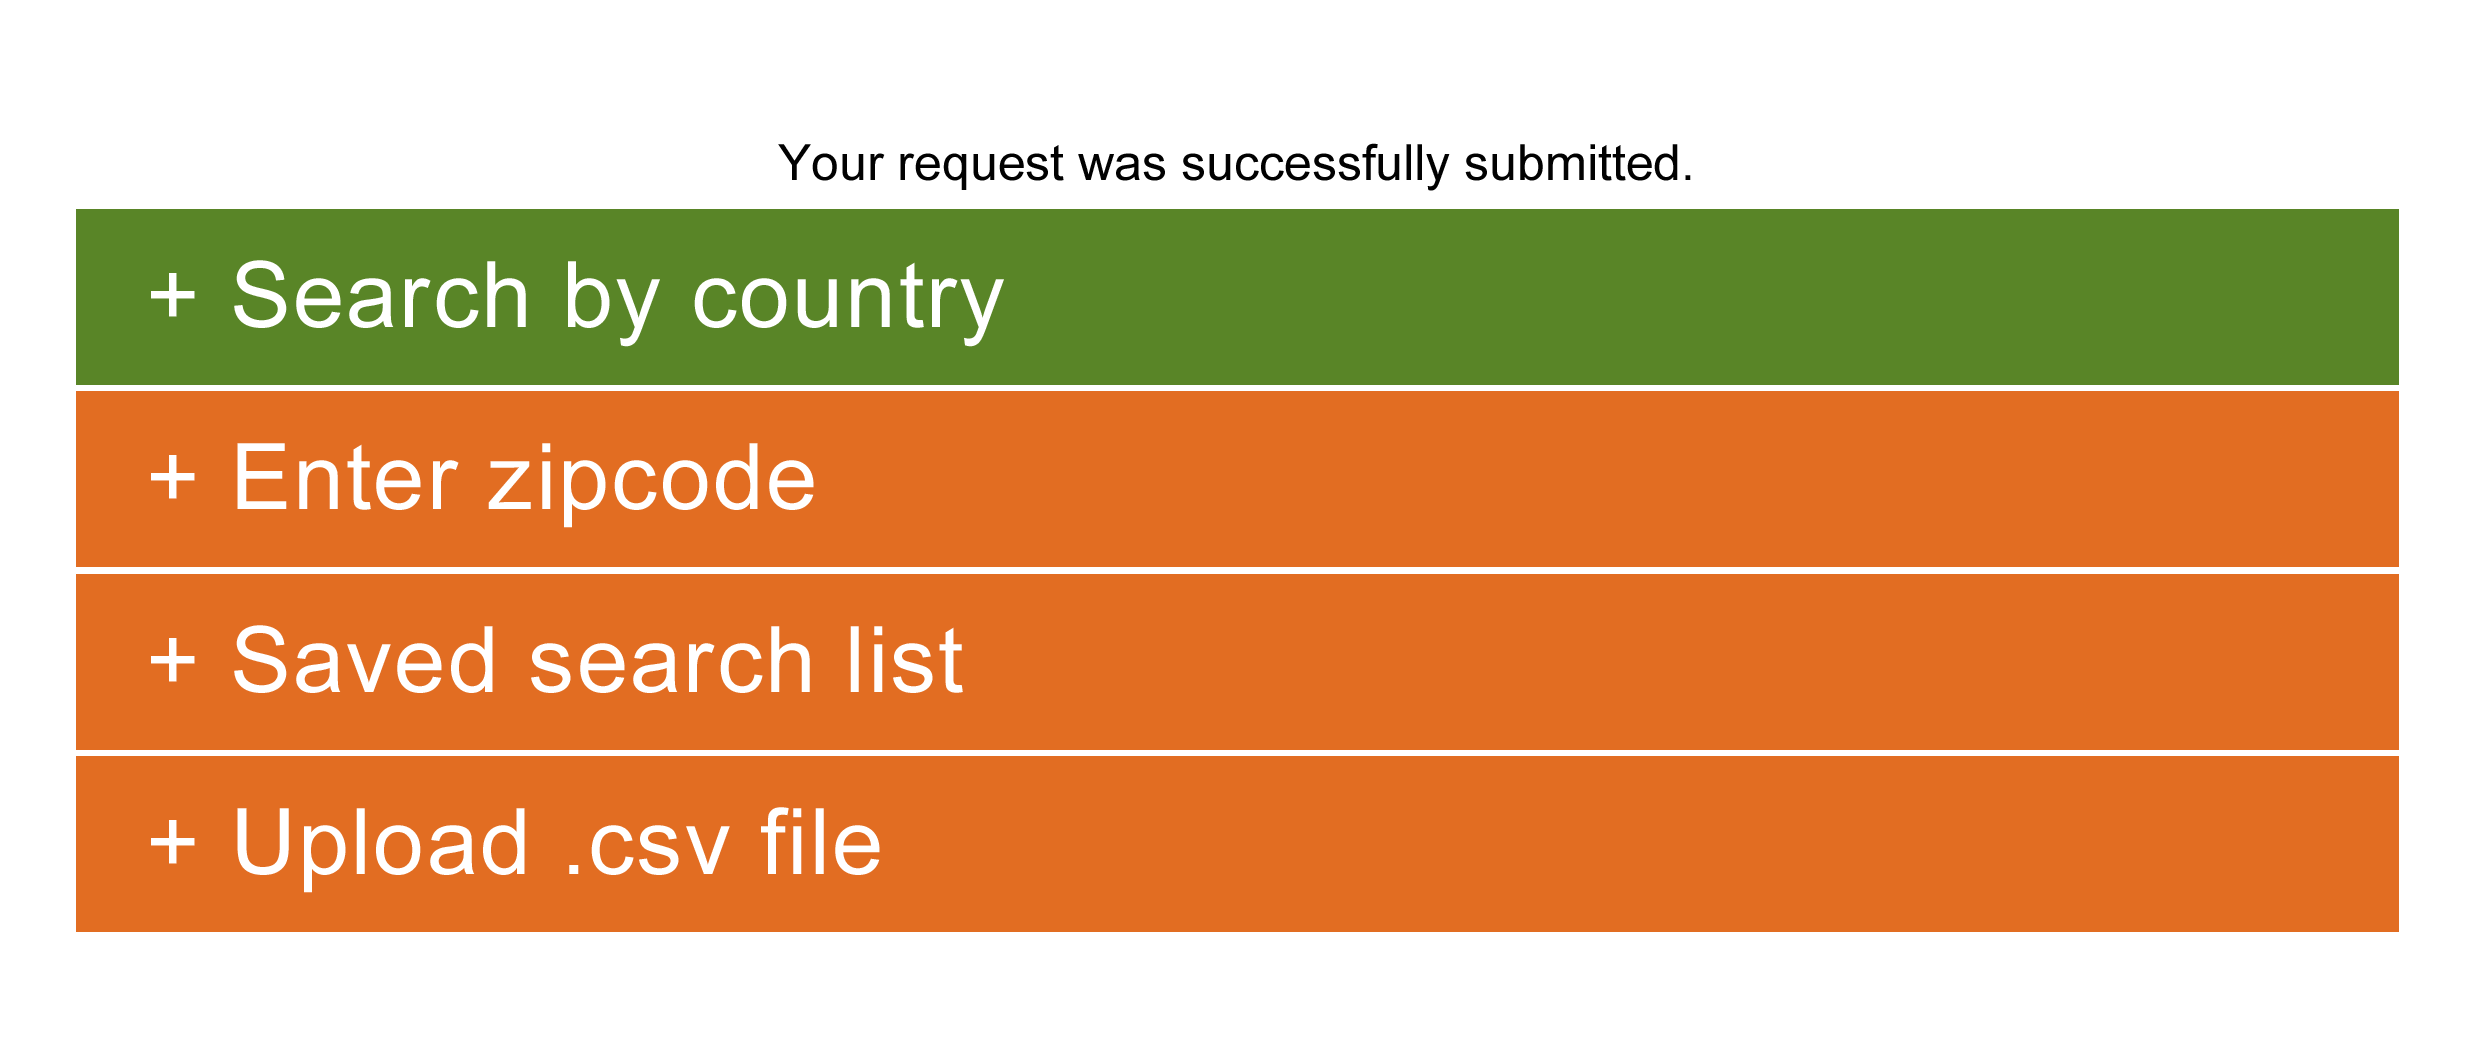 Your request was successfully submitted.
+ Search by country
+ Enter zipcode
+ Saved search list
+ Upload .csv file